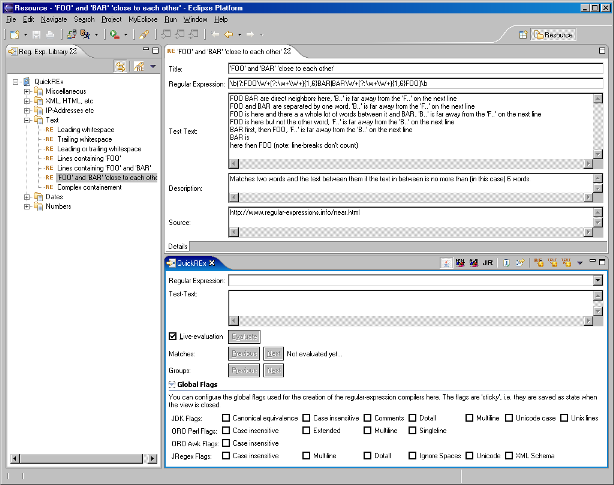 Resource - 'FOO' and 'BAR' 'close to each other' - Eclipse Platform
File Edit Navigate Search Project MyEclipse Run Window Help
Resource
Reg. Exp. Library
QuickREx
Miscellaneous
XML, HTML, etc
IP-Addresses etc
Text
Leading whitespace
Trailing whitespace
Leading or trailing whitespace
Lines containing 'FOO'
Lines containing 'FOO' and 'BAR'
'FOO' and 'BAR' 'close to each othe
Complex containement
Dates
Numbers
RE 'FOO' and 'BAR' 'close to each other'
Title: 'FOO' and 'BAR' 'close to each other'
Regular Expression: \b(?:FOO\W+(?:\w+\W+){1,6}BAR|BAR\W+(?:\w+\W+){1,6}FOO)\b
Test Text:
FOO BAR are direct neighbors here, 'B..' is far away from the 'F..' on the next line
FOO and BAR are separated by one word, 'B..' is far away from the 'F..' on the next line
FOO is here and there is a whole lot of words between it and BAR, 'B..' is far away from the 'F..' on the next line
FOO is here but not the other word, 'F..' is far away from the 'B..' on the next line
BAR first, then FOO, 'F..' is far away from the 'B..' on the next line
BAR is
here then FOO (note: line-breaks don't count)
Description: Matches two words and the text between them if the text in between is no more than (in this case) 6 words
Source: http://www.regular-expressions.info/near.html
Details
QuickREx
JR
Regular Expression:
Test-Text:
Live-evaluation Evaluate
Matches: Previous Next Not evaluated yet...
Groups: Previous Next
Global Flags
You can configure the global flags used for the creation of the regular-expression compilers here. The flags are 'sticky', i.e. they are saved as state when
the view is closed.
JDK Flags: Canonical equivalence Case insensitive Comments Dotall Multiline Unicode case Unix lines
ORO Perl Flags: Case insensitive Extended Multiline Singleline
ORO Awk Flags: Case insensitive
JRegex Flags: Case insensitive Multiline Dotall Ignore Spaces Unicode XML Schema